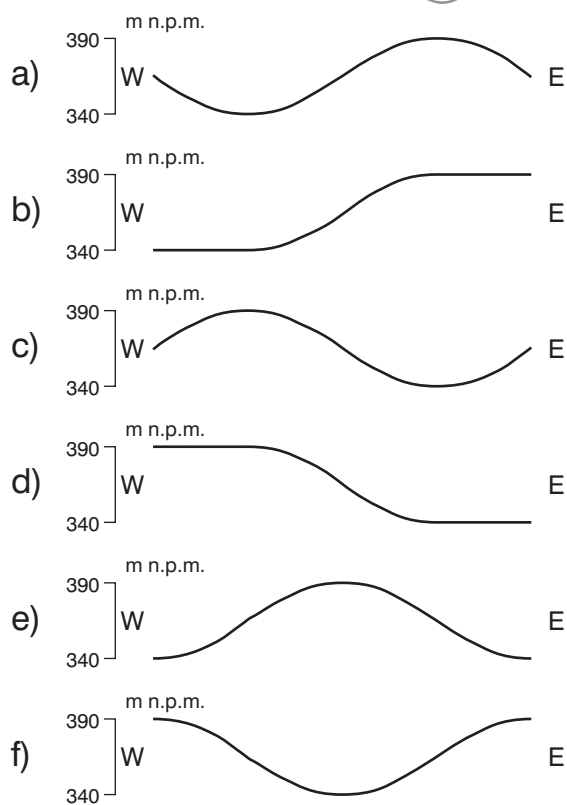 m n.p.m.
390
a) W E
340
m n.p.m.
390
b) W E
340
m n.p.m.
390
c) W E
340
m n.p.m.
390
d) W E
340
m n.p.m.
390
e) W E
340
m n.p.m.
390
f) W E
340